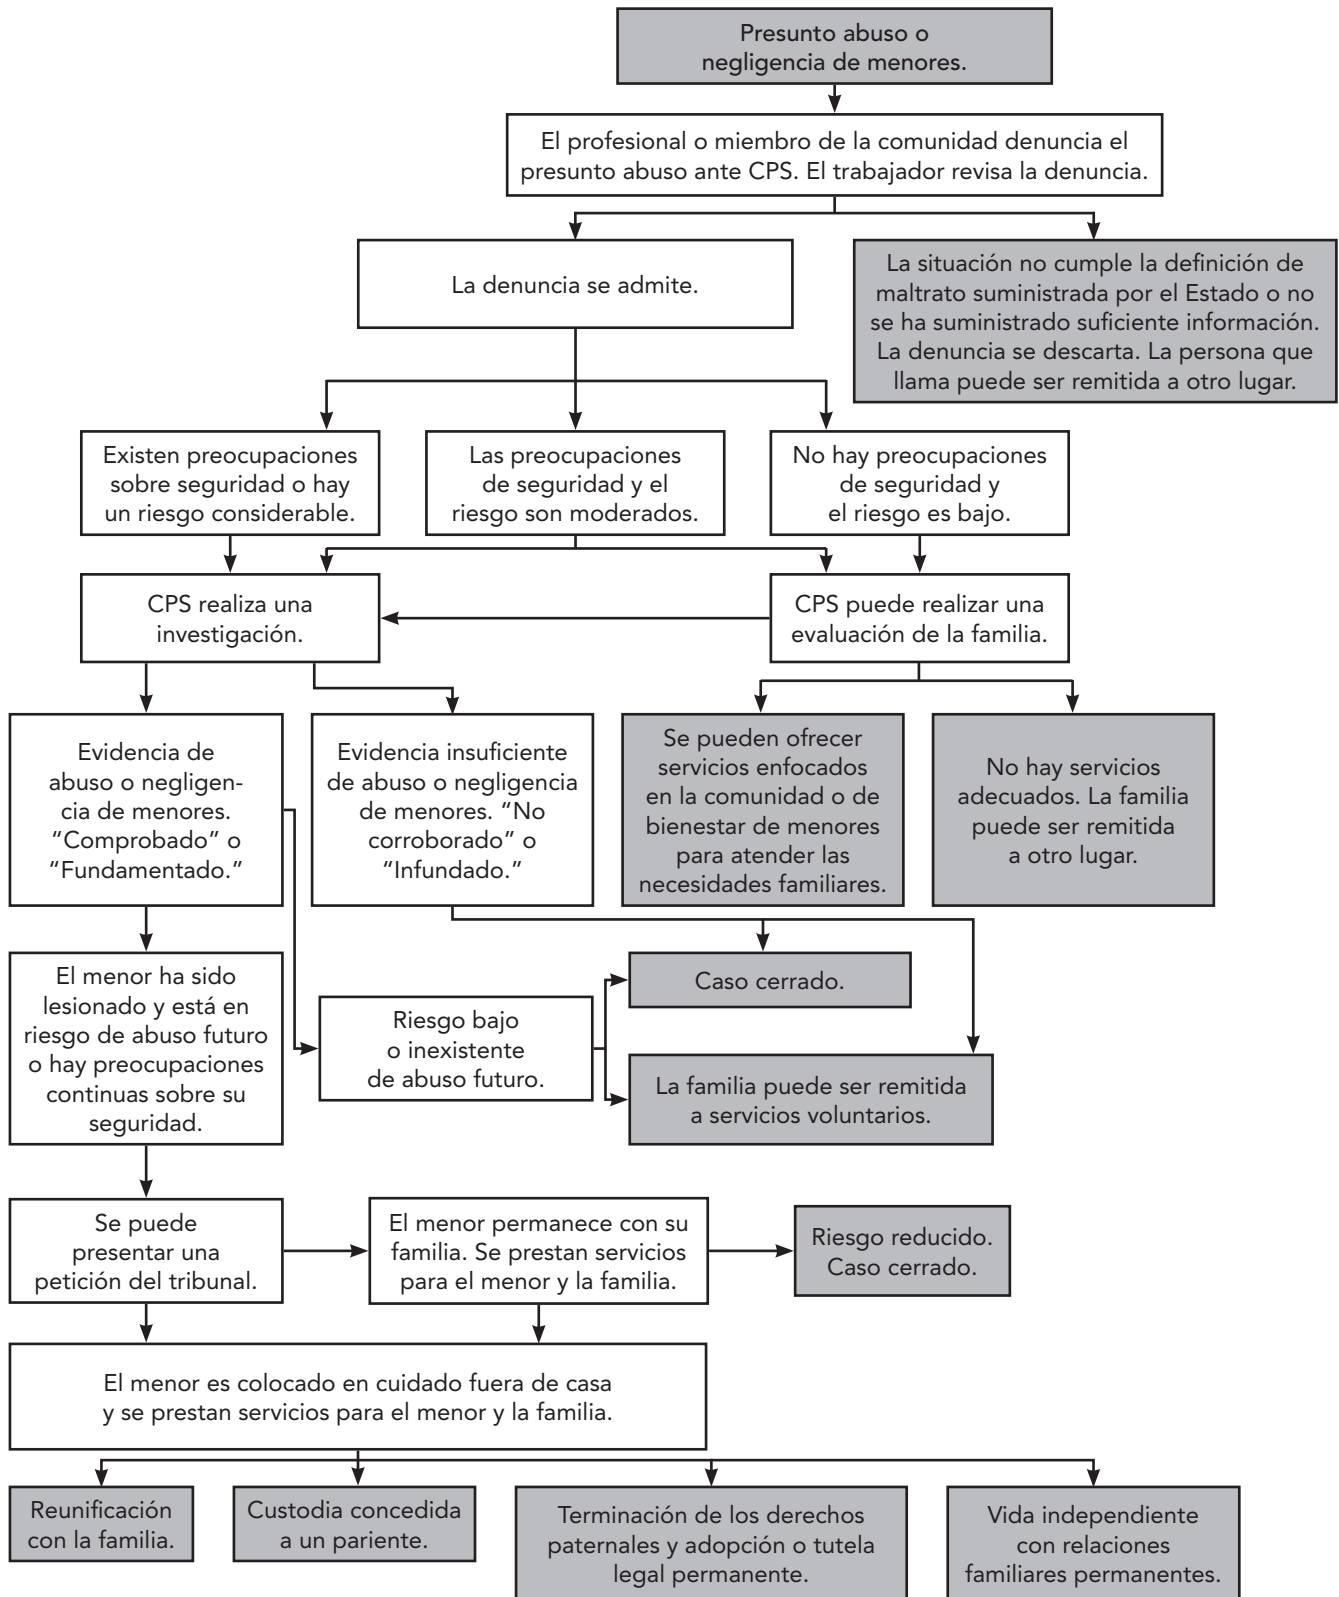 Presunto abuso o
negligencia de menores.
El profesional o miembro de la comunidad denuncia el
presunto abuso ante CPS. El trabajador revisa la denuncia.
La denuncia se admite.
La situación no cumple la definición de
maltrato suministrada por el Estado o no
se ha suministrado suficiente información.
La denuncia se descarta. La persona que
llama puede ser remitida a otro lugar.
Existen preocupaciones
sobre seguridad o hay
un riesgo considerable.
Las preocupaciones
de seguridad y el
riesgo son moderados.
No hay preocupaciones
de seguridad y
el riesgo es bajo.
CPS realiza una
investigación.
CPS puede realizar una
evaluación de la familia.
Evidencia de
abuso o negligen-
cia de menores.
“Comprobado” o
“Fundamentado.”
Evidencia insuficiente
de abuso o negligencia
de menores. “No
corroborado” o
“Infundado.”
Se pueden ofrecer
servicios enfocados
en la comunidad o de
bienestar de menores
para atender las
necesidades familiares.
No hay servicios
adecuados. La familia
puede ser remitida
a otro lugar.
El menor ha sido
lesionado y está en
riesgo de abuso futuro
o hay preocupaciones
continuas sobre su
seguridad.
Riesgo bajo
o inexistente
de abuso futuro.
Caso cerrado.
La familia puede ser remitida
a servicios voluntarios.
Se puede
presentar una
petición del tribunal.
El menor permanece con su
familia. Se prestan servicios
para el menor y la familia.
Riesgo reducido.
Caso cerrado.
El menor es colocado en cuidado fuera de casa
y se prestan servicios para el menor y la familia.
Reunificación
con la familia.
Custodia concedida
a un pariente.
Terminación de los derechos
paternales y adopción o tutela
legal permanente.
Vida independiente
con relaciones
familiares permanentes.